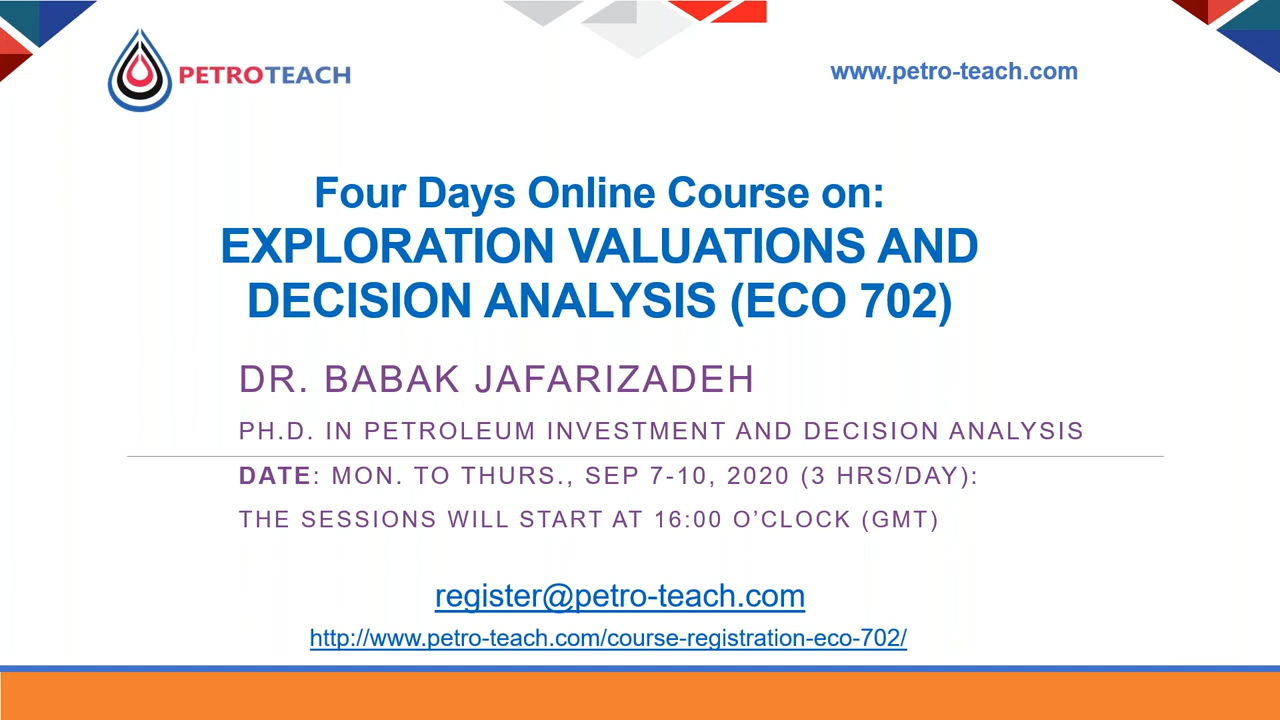 PETROTEACH
www.petro-teach.com
Four Days Online Course on:
EXPLORATION VALUATIONS AND
DECISION ANALYSIS (ECO 702)
DR. BABAK JAFARIZADEH
PH.D. IN PETROLEUM INVESTMENT AND DECISION ANALYSIS
DATE: MON. TO THURS., SEP 7-10, 2020 (3 HRS/DAY):
THE SESSIONS WILL START AT 16:00 O’CLOCK (GMT)
register@petro-teach.com
http://www.petro-teach.com/course-registration-eco-702/